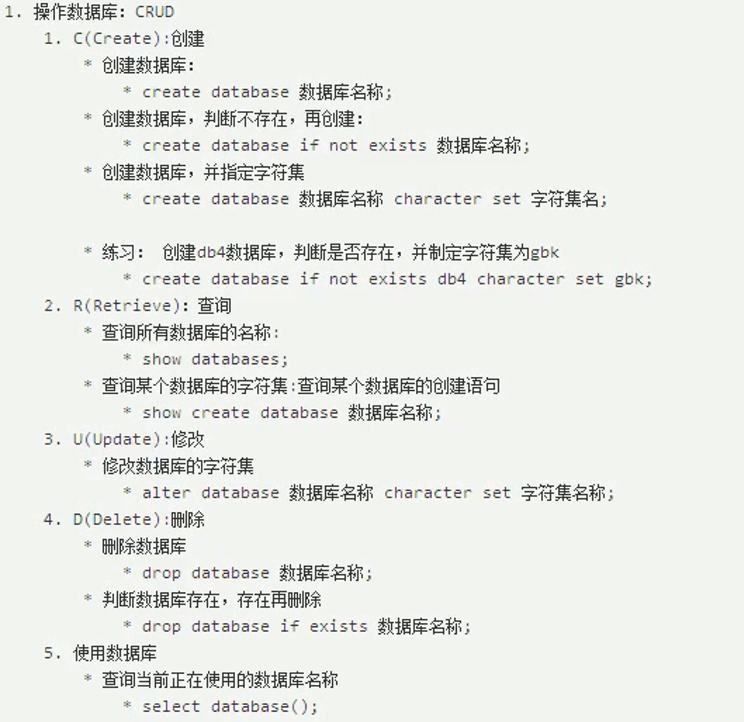 1. 操作数据库：CRUD
1. C(Create):创建
* 创建数据库：
* create database 数据库名称;
* 创建数据库，判断不存在，再创建：
* create database if not exists 数据库名称;
* 创建数据库，并指定字符集
* create database 数据库名称 character set 字符集名;
* 练习： 创建db4数据库，判断是否存在，并制定字符集为gbk
* create database if not exists db4 character set gbk;
2. R(Retrieve)：查询
* 查询所有数据库的名称:
* show databases;
* 查询某个数据库的字符集:查询某个数据库的创建语句
* show create database 数据库名称;
3. U(Update):修改
* 修改数据库的字符集
* alter database 数据库名称 character set 字符集名称;
4. D(Delete):删除
* 删除数据库
* drop database 数据库名称;
* 判断数据库存在，存在再删除
* drop database if exists 数据库名称;
5. 使用数据库
* 查询当前正在使用的数据库名称
* select database();